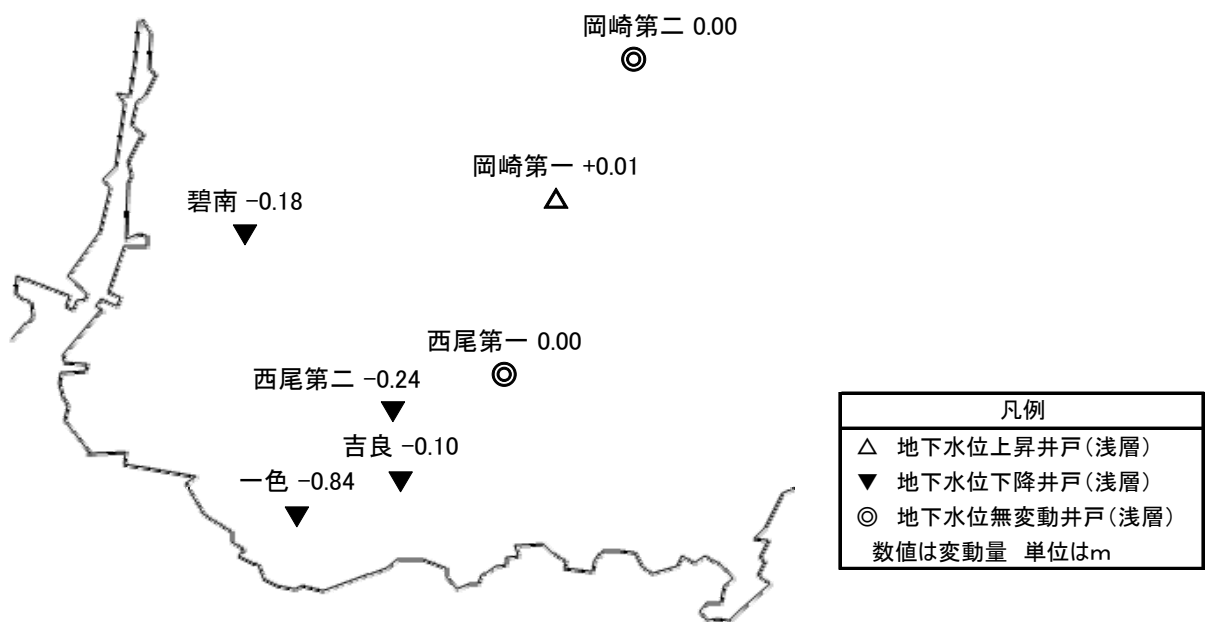 岡崎第二 0.00
岡崎第一 +0.01
碧南 −0.18
西尾第一 0.00
西尾第二 −0.24
吉良 −0.10
一色 −0.84
凡例
△ 地下水位上昇井戸(浅層)
▼ 地下水位下降井戸(浅層)
◎ 地下水位無変動井戸(浅層)
数値は変動量 単位はm